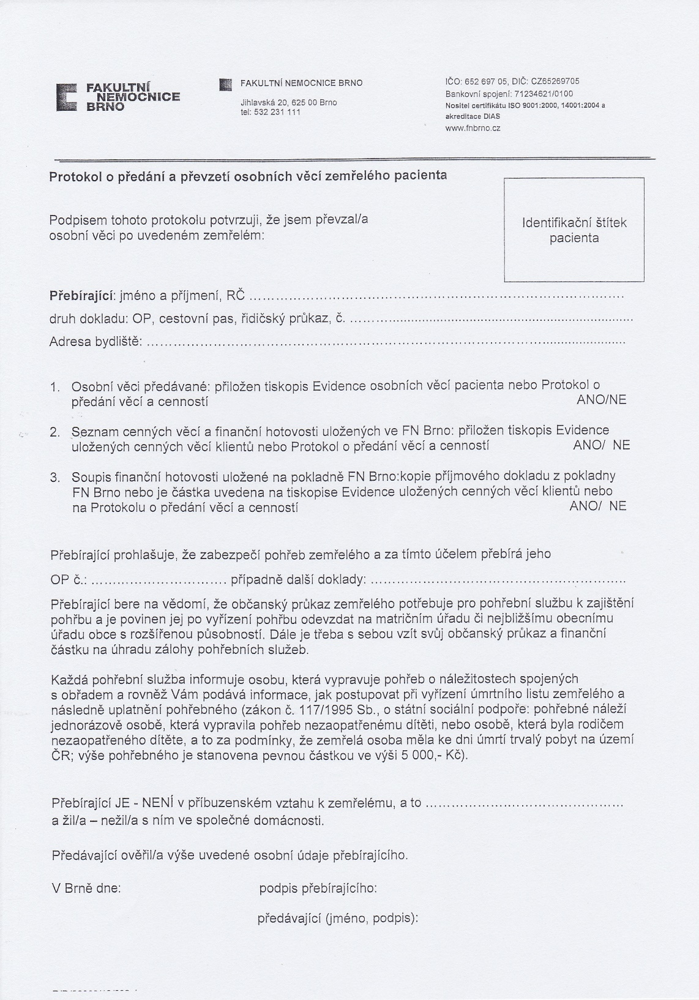 FAKULTNÍ
NEMOCNICE
BRNO
FAKULTNÍ NEMOCNICE BRNO
Jihlavská 20, 625 00 Brno
tel: 532 231 111
IČO: 652 697 05, DIČ: CZ65269705
Bankovní spojení: 71234621/0100
Nositel certifikátu ISO 9001:2000, 14001:2004 a
akreditace DIAS
www.fnbrno.cz
Protokol o předání a převzetí osobních věcí zemřelého pacienta
Podpisem tohoto protokolu potvrzuji, že jsem převzal/a
osobní věci po uvedeném zemřelém:
Identifikační štítek
pacienta
Přebírající: jméno a příjmení, RČ ........................................................................................
druh dokladu: OP, cestovní pas, řidičský průkaz, č. ..................................................................
Adresa bydliště: ................................................................................................................
1. Osobní věci předávané: přiložen tiskopis Evidence osobních věcí pacienta nebo Protokol o
předání věcí a cenností ANO/NE
2. Seznam cenných věcí a finanční hotovosti uložených ve FN Brno: přiložen tiskopis Evidence
uložených cenných věcí klientů nebo Protokol o předání věcí a cenností ANO/ NE
3. Soupis finanční hotovosti uložené na pokladně FN Brno:kopie příjmového dokladu z pokladny
FN Brno nebo je částka uvedena na tiskopise Evidence uložených cenných věcí klientů nebo
na Protokolu o předání věcí a cenností ANO/ NE
Přebírající prohlašuje, že zabezpečí pohřeb zemřelého a za tímto účelem přebírá jeho
OP č.: ............................... případně další doklady: ..........................................................
Přebírající bere na vědomí, že občanský průkaz zemřelého potřebuje pro pohřební službu k zajištění
pohřbu a je povinen jej po vyřízení pohřbu odevzdat na matričním úřadu či nejbližšímu obecnímu
úřadu obce s rozšířenou působností. Dále je třeba s sebou vzít svůj občanský průkaz a finanční
částku na úhradu zálohy pohřebních služeb.
Každá pohřební služba informuje osobu, která vypravuje pohřeb o náležitostech spojených
s obřadem a rovněž Vám podává informace, jak postupovat při vyřízení úmrtního listu zemřelého a
následně uplatnění pohřebného (zákon č. 117/1995 Sb., o státní sociální podpoře: pohřebné náleží
jednorázově osobě, která vypravila pohřeb nezaopatřenému dítěti, nebo osobě, která byla rodičem
nezaopatřeného dítěte, a to za podmínky, že zemřelá osoba měla ke dni úmrtí trvalý pobyt na území
ČR; výše pohřebného je stanovena pevnou částkou ve výši 5 000,- Kč).
Přebírající JE - NENÍ v příbuzenském vztahu k zemřelému, a to .............................................
a žil/a – nežil/a s ním ve společné domácnosti.
Předávající ověřil/a výše uvedené osobní údaje přebírajícího.
V Brně dne: podpis přebírajícího:
předávající (jméno, podpis):